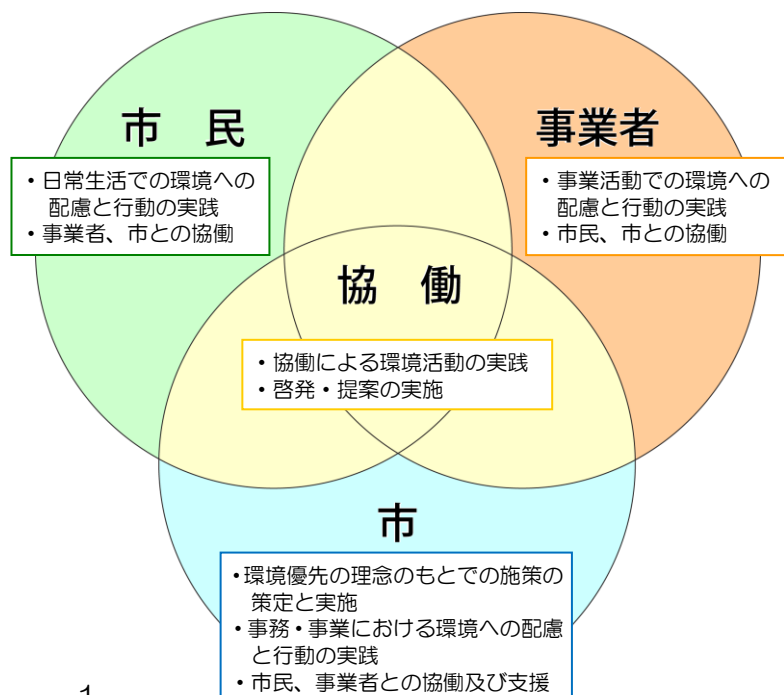 市　民
・日常生活での環境への
配慮と行動の実践
・事業者、市との協働
事業者
・事業活動での環境への
配慮と行動の実践
・市民、市との協働
協　働
・協働による環境活動の実践
・啓発・提案の実施
市
・環境優先の理念のもとでの施策の
策定と実施
・事務・事業における環境への配慮
と行動の実践
・市民、事業者との協働及び支援
1